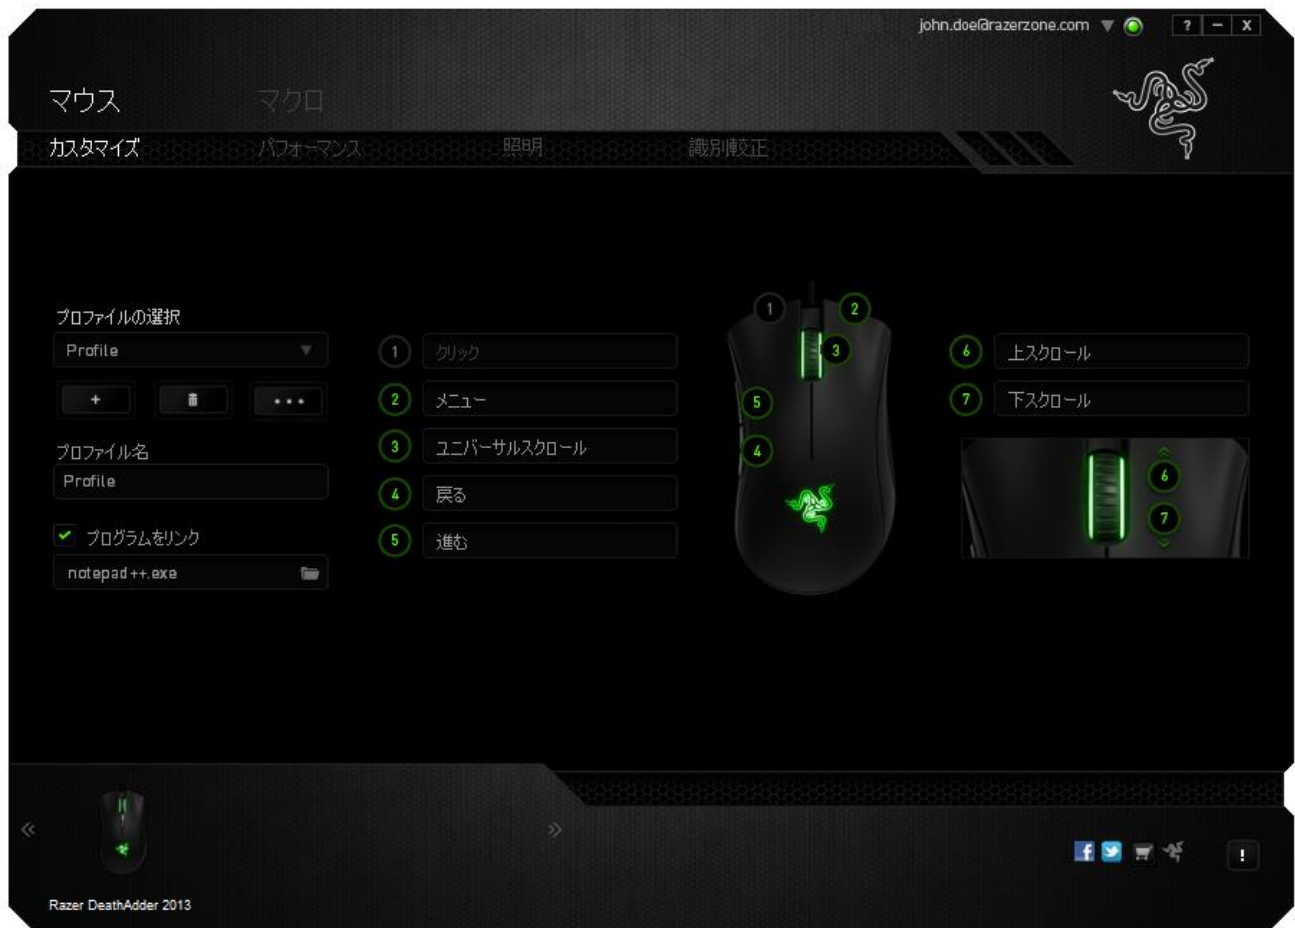 john.doe@razerzone.com
? − X
マウス
マクロ
カスタマイズ
パフォーマンス
照明
識別較正
プロファイルの選択
Profile
+
プロファイル名
Profile
プログラムをリンク
notepad++.exe
1 クリック
2 メニュー
3 ユニバーサルスクロール
4 戻る
5 進む
1
2
3
5
4
6 上スクロール
7 下スクロール
6
7
Razer DeathAdder 2013
f
!